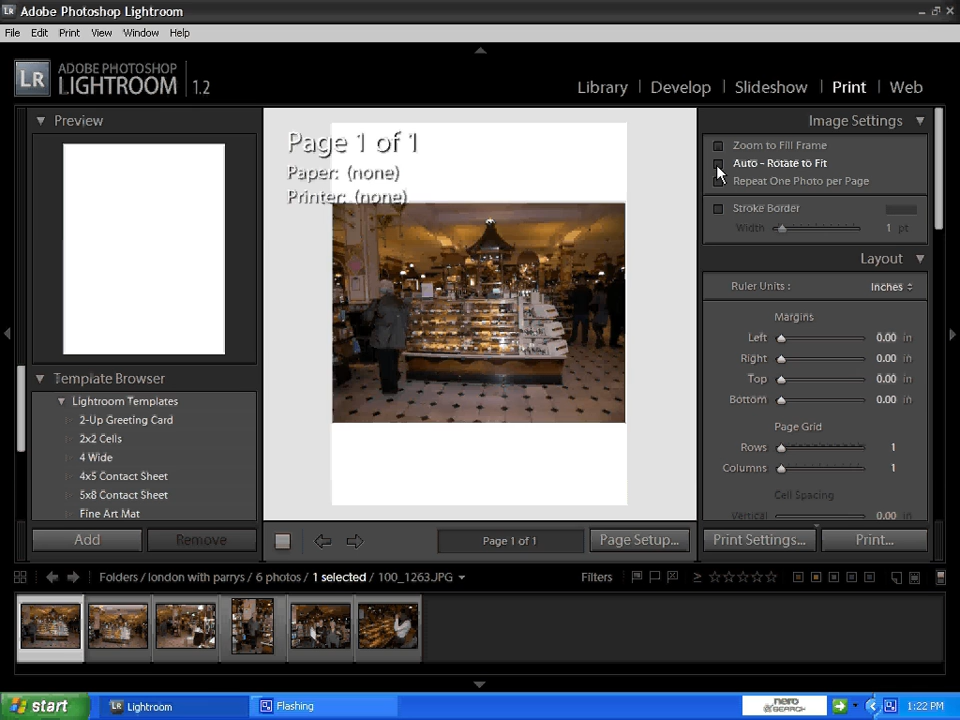 Adobe Photoshop Lightroom
File Edit Print View Window Help
LR ADOBE PHOTOSHOP LIGHTROOM 1.2
Library Develop Slideshow Print Web
Preview
Page 1 of 1
Paper: (none)
Printer: (none)
Image Settings
Zoom to Fill Frame
Auto - Rotate to Fit
Repeat One Photo per Page
Stroke Border
Width 1 pt
Layout
Ruler Units: Inches
Margins
Left 0.00 in
Right 0.00 in
Top 0.00 in
Bottom 0.00 in
Page Grid
Rows 1
Columns 1
Cell Spacing
Vertical 0.00 in
Template Browser
Lightroom Templates
2-Up Greeting Card
2x2 Cells
4 Wide
4x5 Contact Sheet
5x8 Contact Sheet
Fine Art Mat
Add Remove
Page 1 of 1
Page Setup... Print Settings... Print...
Folders / london with parrys / 6 photos / 1 selected / 100_1263.JPG
Filters
start LR Lightroom Flashing nero SEARCH 1:22 PM